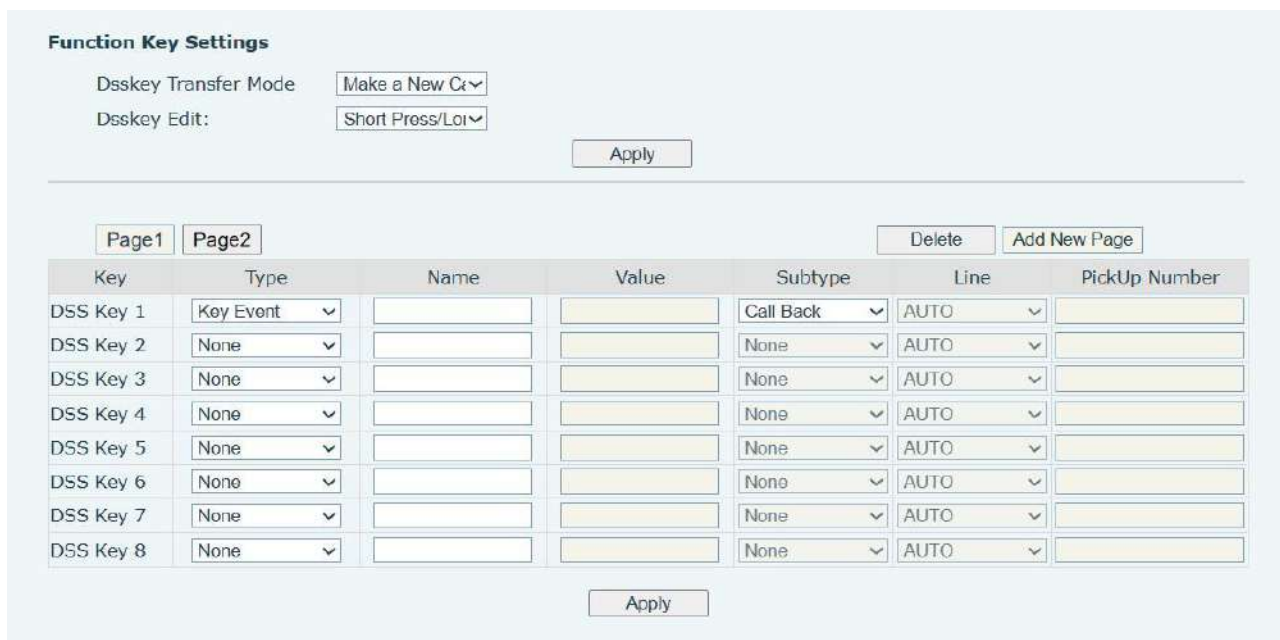 Function Key Settings
Dsskey Transfer Mode Make a New Ca
Dsskey Edit: Short Press/Lon
Apply
Page1 Page2 Delete Add New Page
Key Type Name Value Subtype Line PickUp Number
DSS Key 1 Key Event Call Back AUTO
DSS Key 2 None None AUTO
DSS Key 3 None None AUTO
DSS Key 4 None None AUTO
DSS Key 5 None None AUTO
DSS Key 6 None None AUTO
DSS Key 7 None None AUTO
DSS Key 8 None None AUTO
Apply